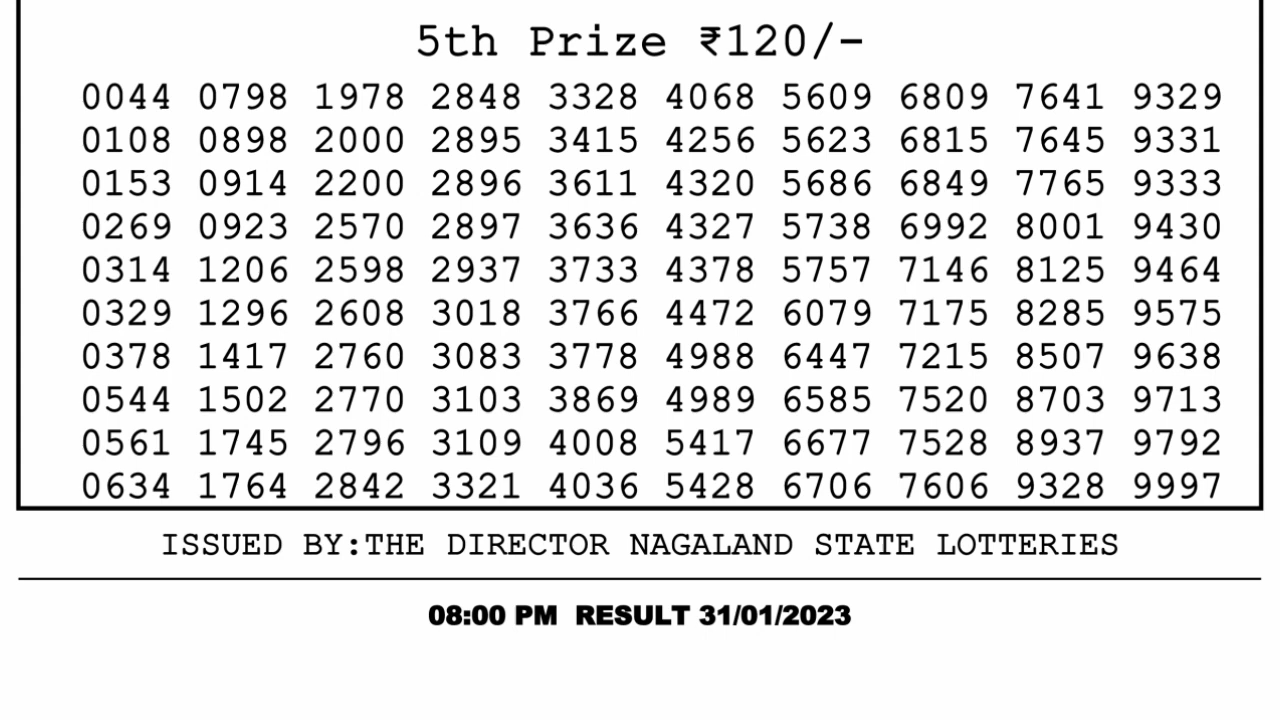 5th Prize ₹120/-
0044 0798 1978 2848 3328 4068 5609 6809 7641 9329
0108 0898 2000 2895 3415 4256 5623 6815 7645 9331
0153 0914 2200 2896 3611 4320 5686 6849 7765 9333
0269 0923 2570 2897 3636 4327 5738 6992 8001 9430
0314 1206 2598 2937 3733 4378 5757 7146 8125 9464
0329 1296 2608 3018 3766 4472 6079 7175 8285 9575
0378 1417 2760 3083 3778 4988 6447 7215 8507 9638
0544 1502 2770 3103 3869 4989 6585 7520 8703 9713
0561 1745 2796 3109 4008 5417 6677 7528 8937 9792
0634 1764 2842 3321 4036 5428 6706 7606 9328 9997
ISSUED BY:THE DIRECTOR NAGALAND STATE LOTTERIES
08:00 PM RESULT 31/01/2023